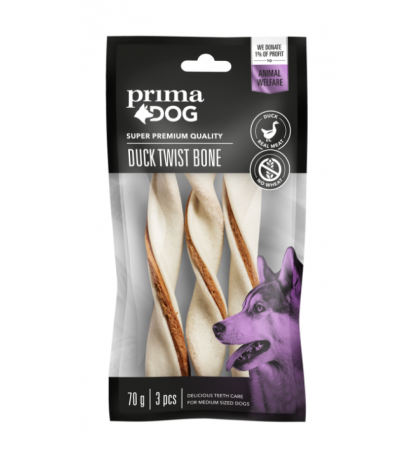 WE DONATE
1% OF PROFIT
FOR
ANIMAL
WELFARE
prima
DOG
SUPER PREMIUM QUALITY
DUCK TWIST BONE
DUCK
REAL MEAT
NO WHEAT
70 g
3 pcs
DELICIOUS TEETH CARE
FOR MEDIUM SIZED DOGS